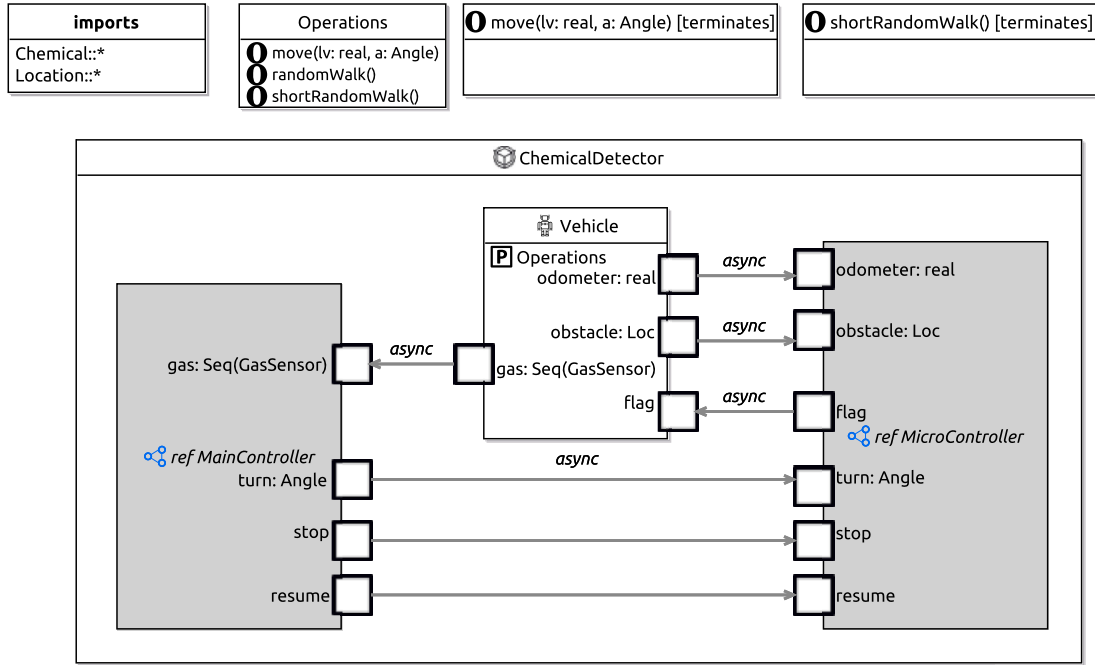 imports
Chemical::*
Location::*
Operations
O move(lv: real, a: Angle)
O randomWalk()
O shortRandomWalk()
O move(lv: real, a: Angle) [terminates]
O shortRandomWalk() [terminates]
ChemicalDetector
Vehicle
P Operations
odometer: real
async
odometer: real
obstacle: Loc
async
obstacle: Loc
gas: Seq(GasSensor)
async
gas: Seq(GasSensor)
flag
async
flag
ref MainController
ref MicroController
turn: Angle
async
turn: Angle
stop
stop
resume
resume